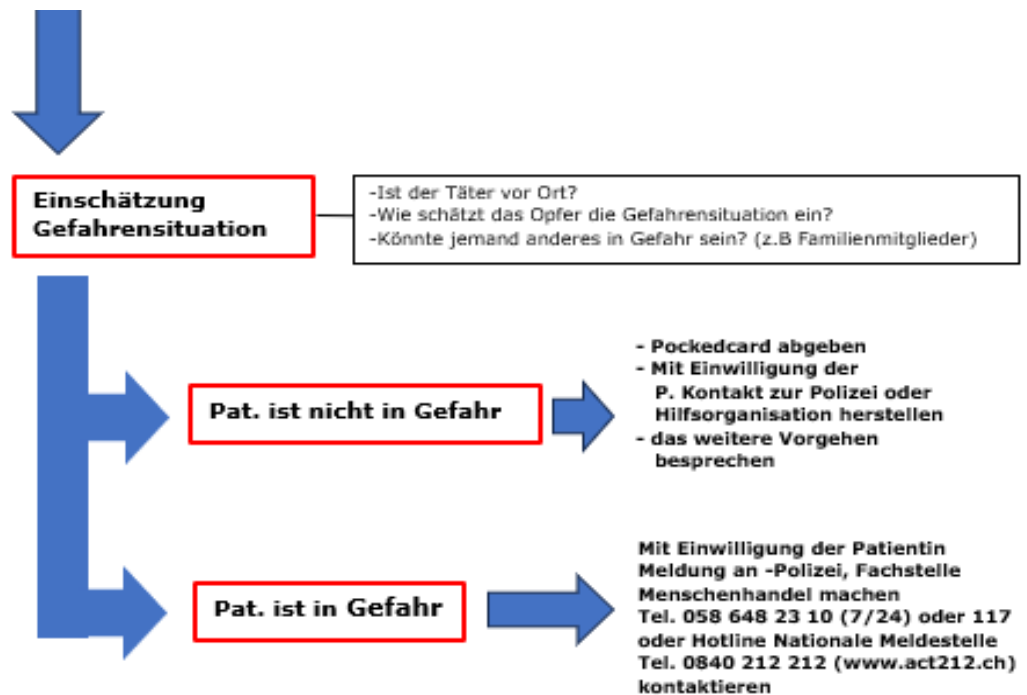 Einschätzung
Gefahrensituation
-Ist der Täter vor Ort?
-Wie schätzt das Opfer die Gefahrensituation ein?
-Könnte jemand anderes in Gefahr sein? (z.B Familienmitglieder)
Pat. ist nicht in Gefahr
- Pockedcard abgeben
- Mit Einwilligung der
P. Kontakt zur Polizei oder
Hilfsorganisation herstellen
- das weitere Vorgehen
besprechen
Pat. ist in Gefahr
Mit Einwilligung der Patientin
Meldung an -Polizei, Fachstelle
Menschenhandel machen
Tel. 058 648 23 10 (7/24) oder 117
oder Hotline Nationale Meldestelle
Tel. 0840 212 212 (www.act212.ch)
kontaktieren